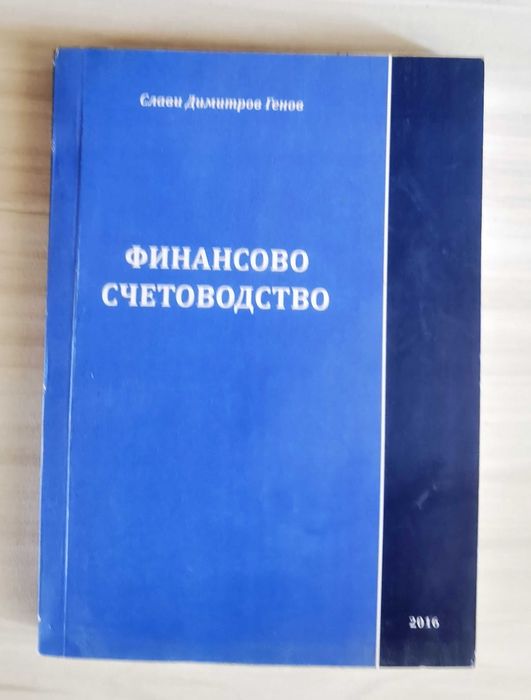 Слави Димитров Генов
ФИНАНСОВО
СЧЕТОВОДСТВО
2016